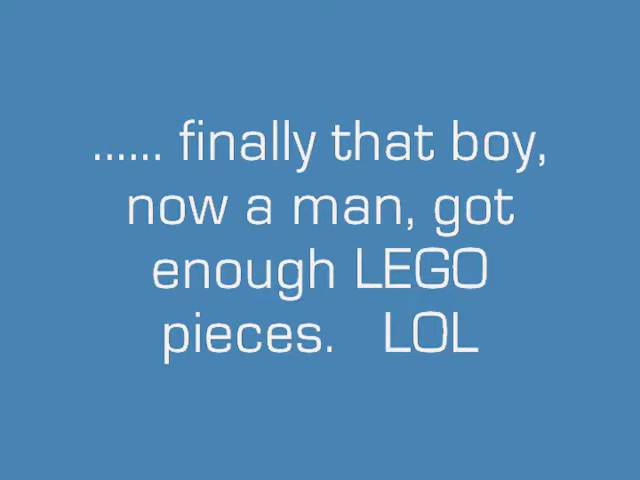 ...... finally that boy,
now a man, got
enough LEGO
pieces.   LOL